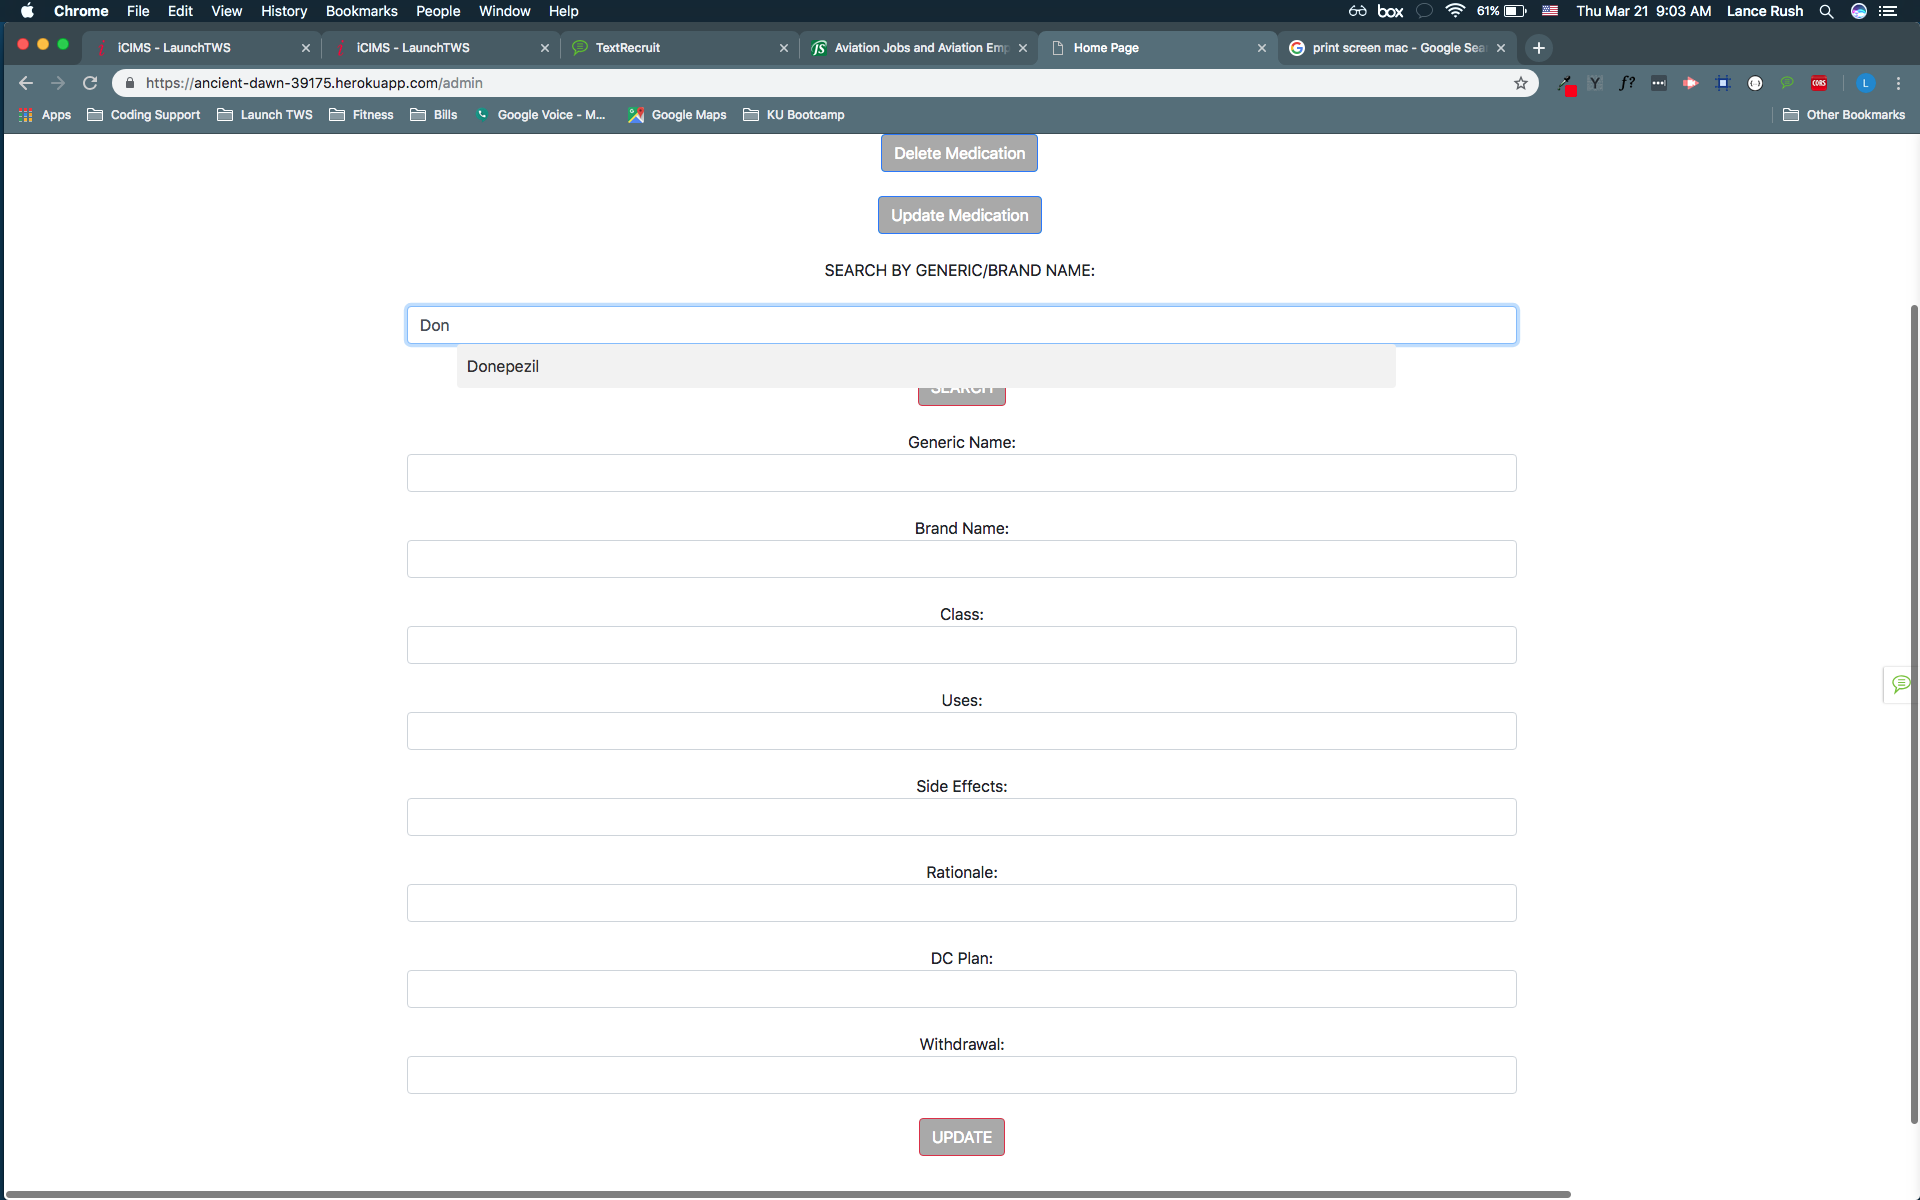 Chrome File Edit View History Bookmarks People Window Help box 61% Thu Mar 21 9:03 AM Lance Rush
iCIMS - LaunchTWS iCIMS - LaunchTWS TextRecruit Aviation Jobs and Aviation Emp Home Page print screen mac - Google Sea
https://ancient-dawn-39175.herokuapp.com/admin Y f? CORS L
Apps Coding Support Launch TWS Fitness Bills Google Voice - M... Google Maps KU Bootcamp Other Bookmarks
Delete Medication
Update Medication
SEARCH BY GENERIC/BRAND NAME:
Don
Donepezil
SEARCH
Generic Name:
Brand Name:
Class:
Uses:
Side Effects:
Rationale:
DC Plan:
Withdrawal:
UPDATE